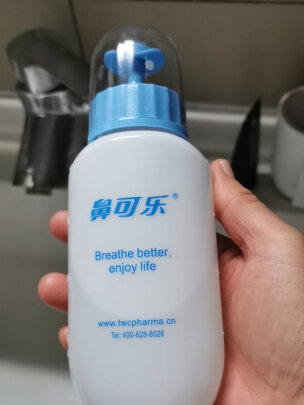 鼻可乐®
Breathe better,
enjoy life
www.twcpharma.cn
Tel: 400-828-8026